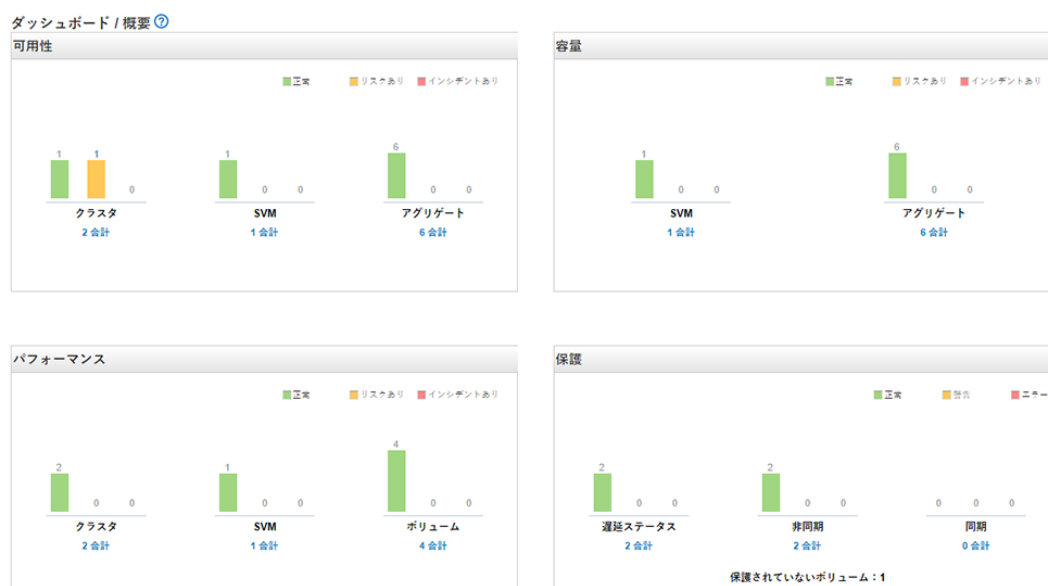 ダッシュボード / 概要 ?
可用性
正常 リスクあり インシデントあり
1 1 0
1 0 0
6 0 0
クラスタ SVM アグリゲート
2 合計 1 合計 6 合計
容量
正常 リスクあり インシデントあり
1 0 0
6 0 0
SVM アグリゲート
1 合計 6 合計
パフォーマンス
正常 リスクあり インシデントあり
2 0 0
1 0 0
4 0 0
クラスタ SVM ボリューム
2 合計 1 合計 4 合計
保護
正常 警告 エラー
2 0 0
2 0 0
0 0 0
遅延ステータス 非同期 同期
2 合計 2 合計 0 合計
保護されていないボリューム：1